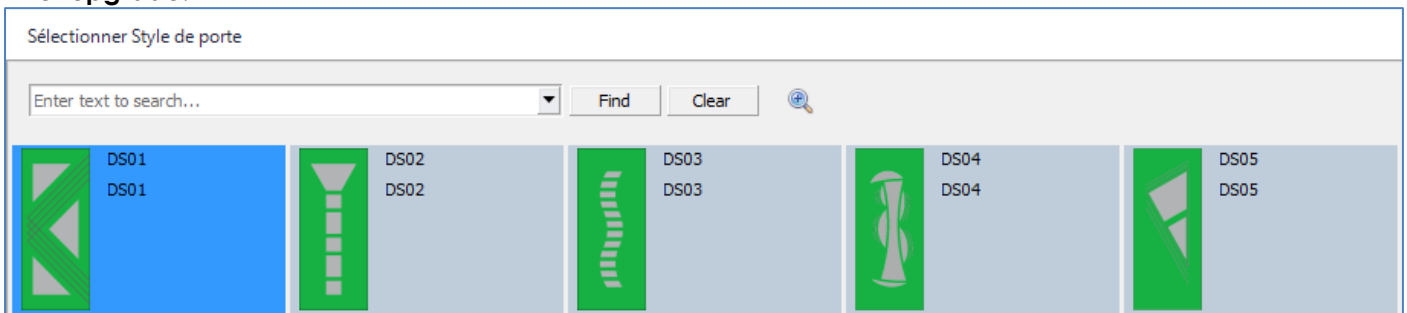 Sélectionner Style de porte
Enter text to search...
Find
Clear
DS01
DS01
DS02
DS02
DS03
DS03
DS04
DS04
DS05
DS05